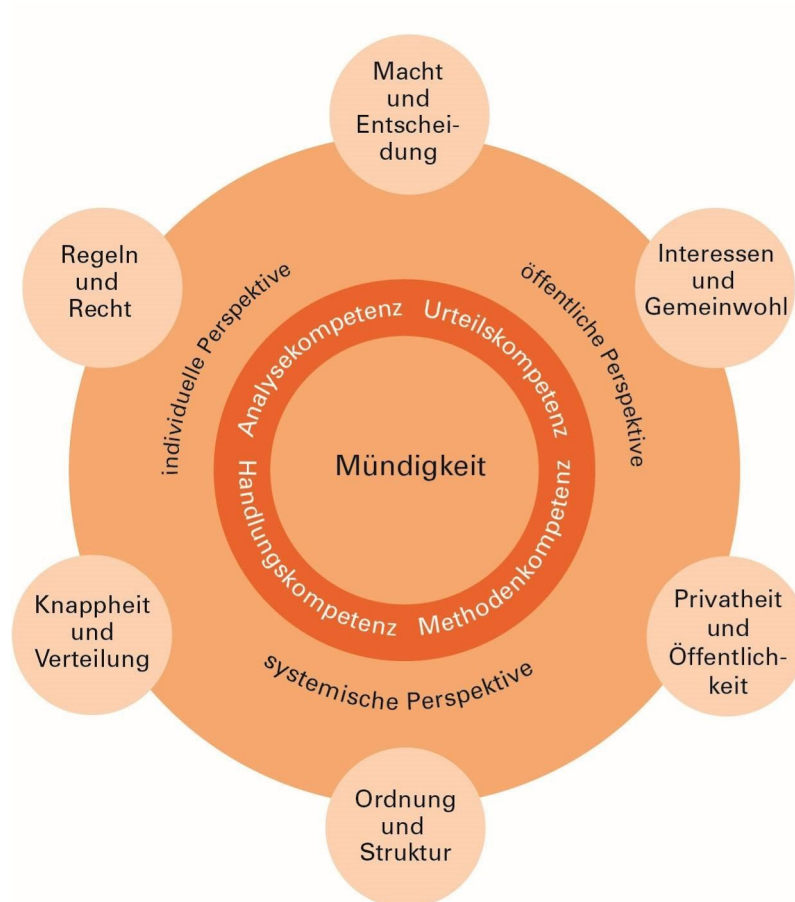 Macht
und
Entschei-
dung
Regeln
und
Recht
Interessen
und
Gemeinwohl
individuelle Perspektive
öffentliche Perspektive
Analysekompetenz
Urteilskompetenz
Mündigkeit
Handlungskompetenz
Methodenkompetenz
Knappheit
und
Verteilung
Privatheit
und
Öffentlich-
keit
systemische Perspektive
Ordnung
und
Struktur